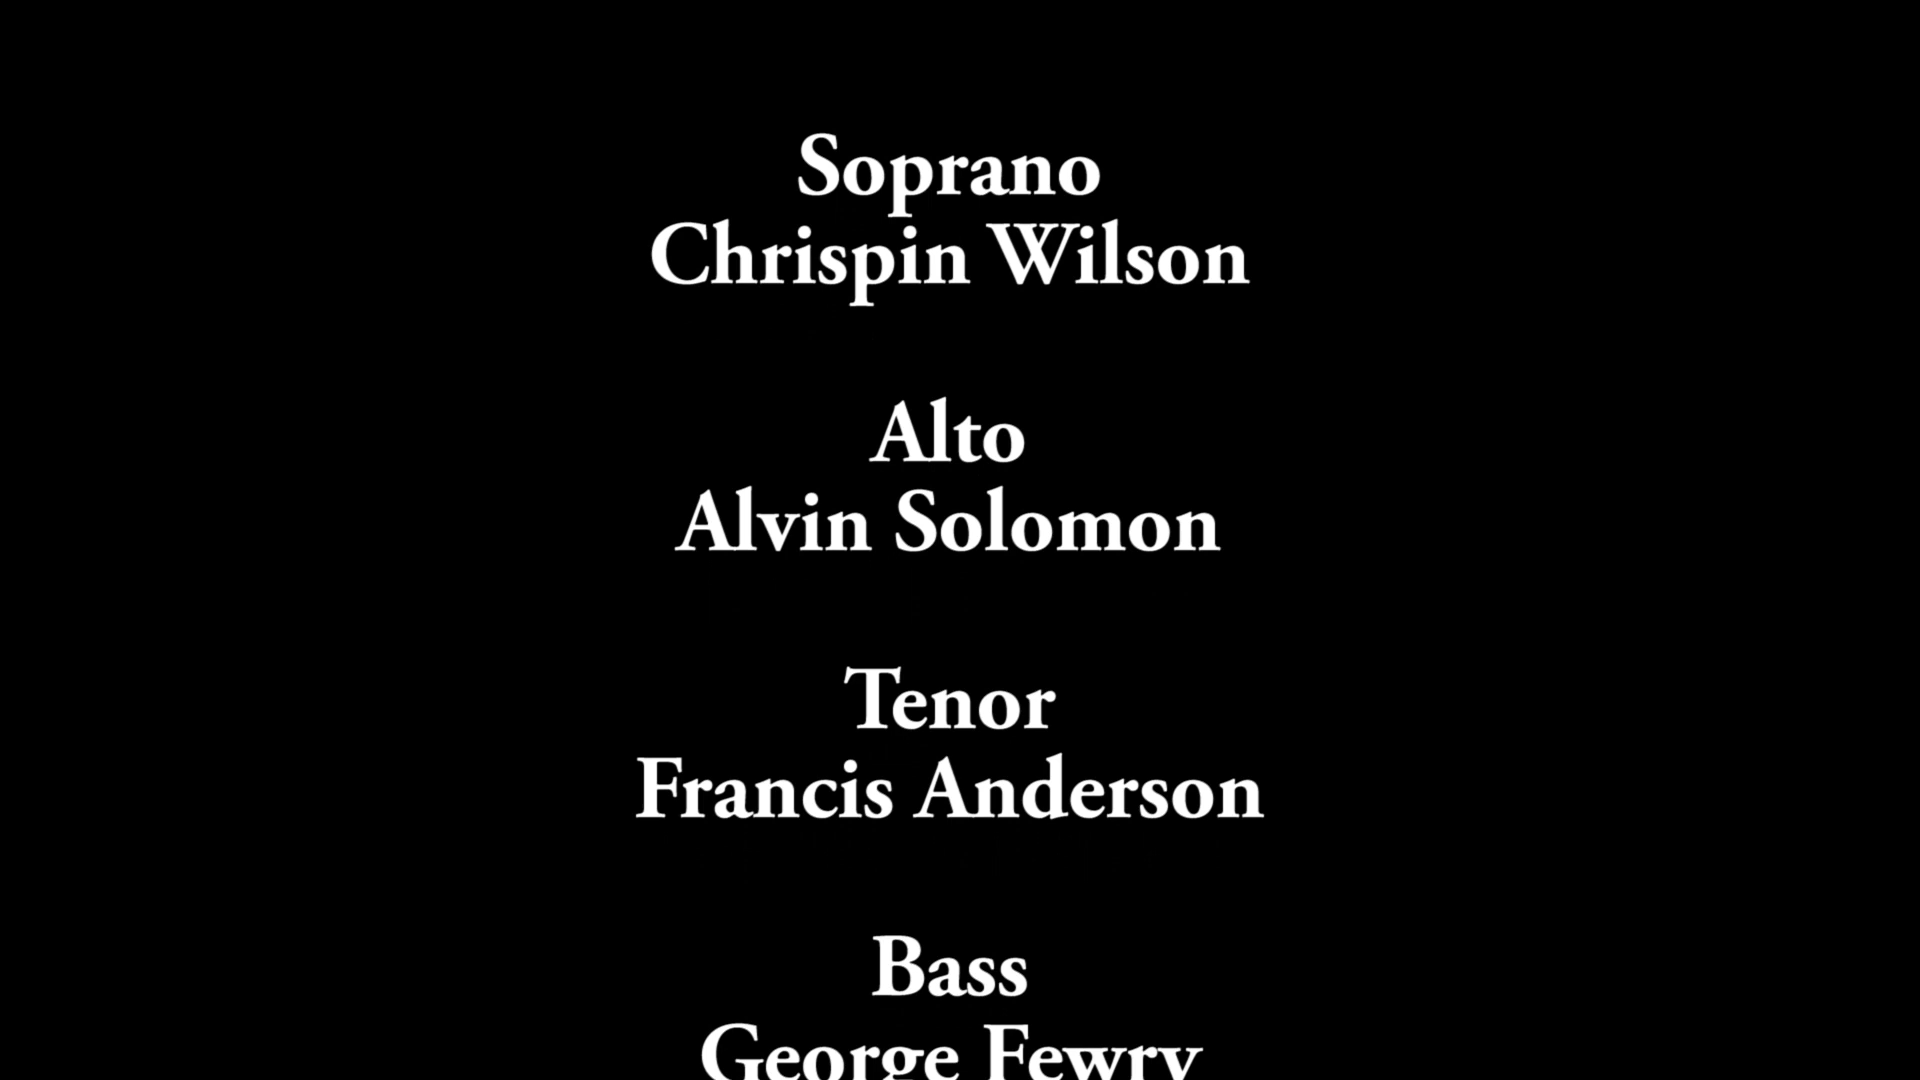 Soprano
Chrispin Wilson
Alto
Alvin Solomon
Tenor
Francis Anderson
Bass
George Fewry